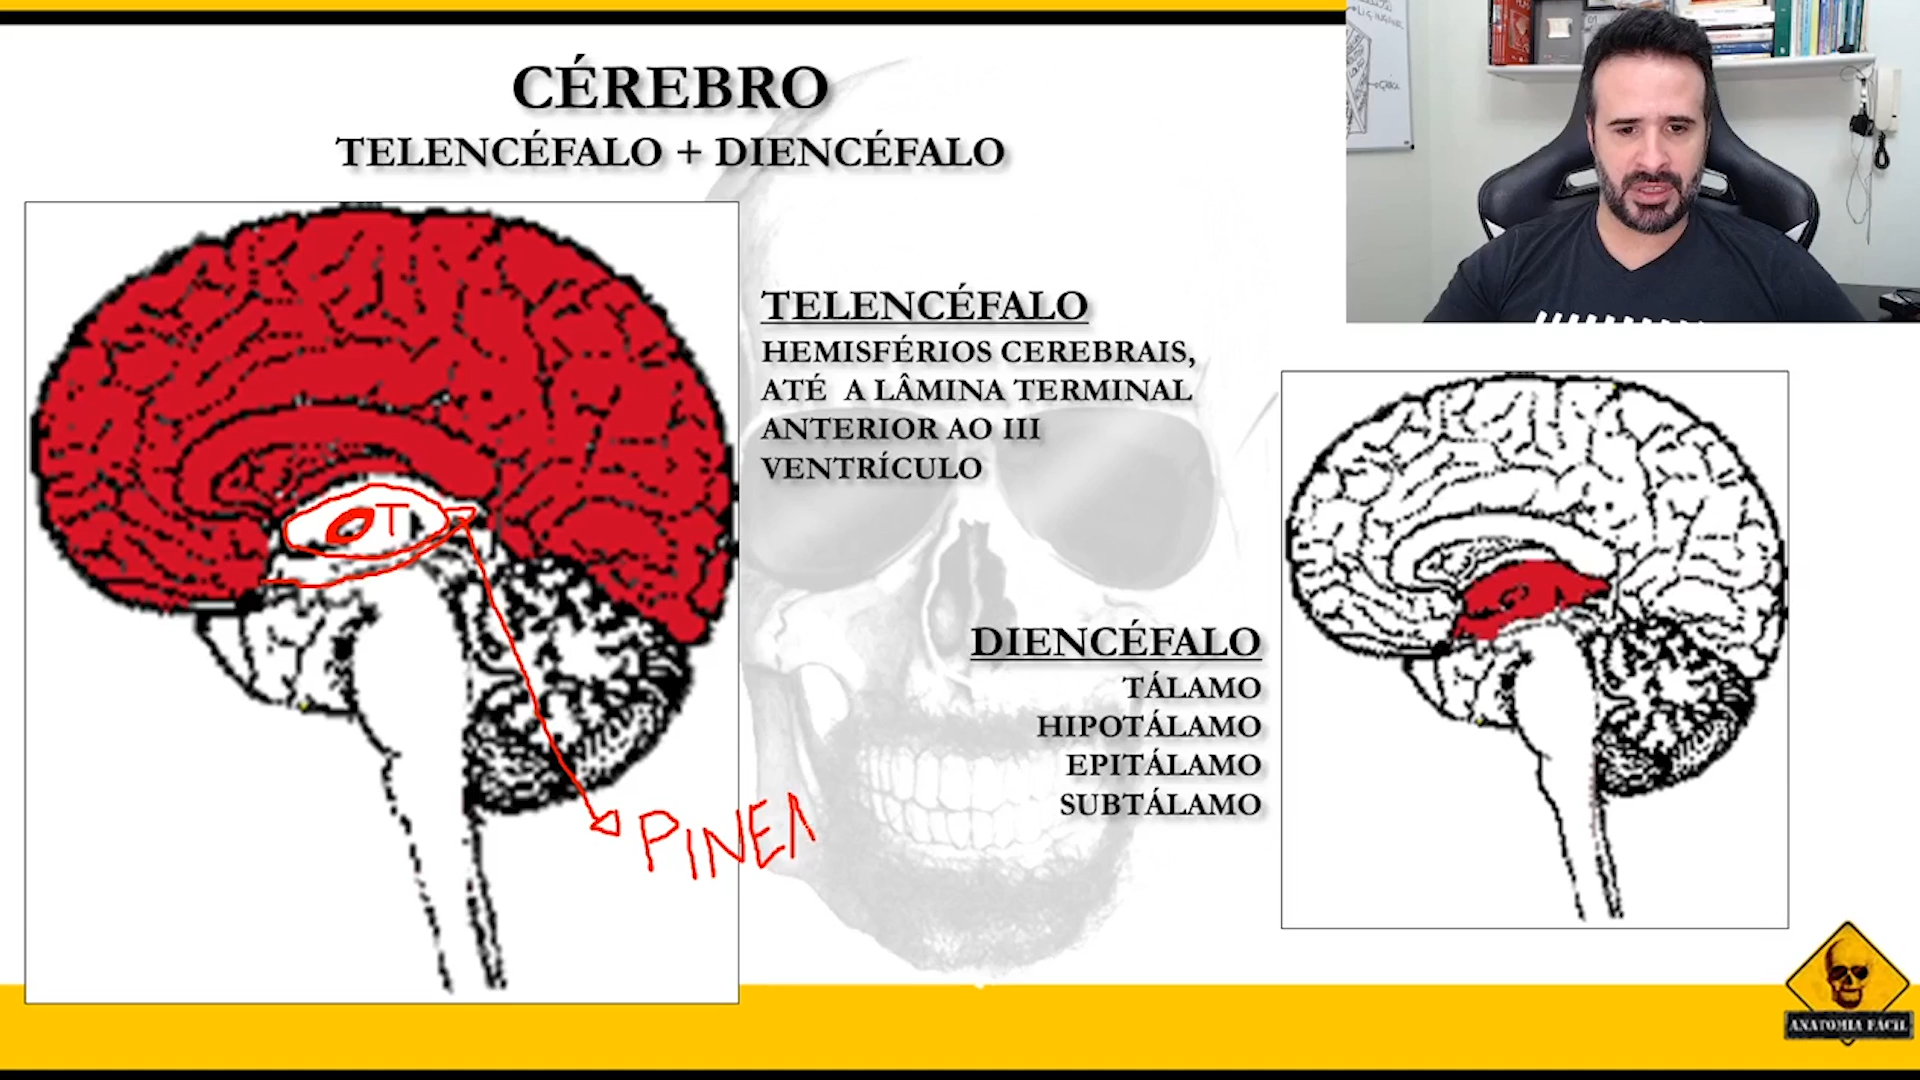 CÉREBRO
TELENCÉFALO + DIENCÉFALO
TELENCÉFALO
HEMISFÉRIOS CEREBRAIS,
ATÉ A LÂMINA TERMINAL
ANTERIOR AO III
VENTRÍCULO
T
DIENCÉFALO
TÁLAMO
HIPOTÁLAMO
EPITÁLAMO
SUBTÁLAMO
PINEA
ANATOMIA FÁCIL